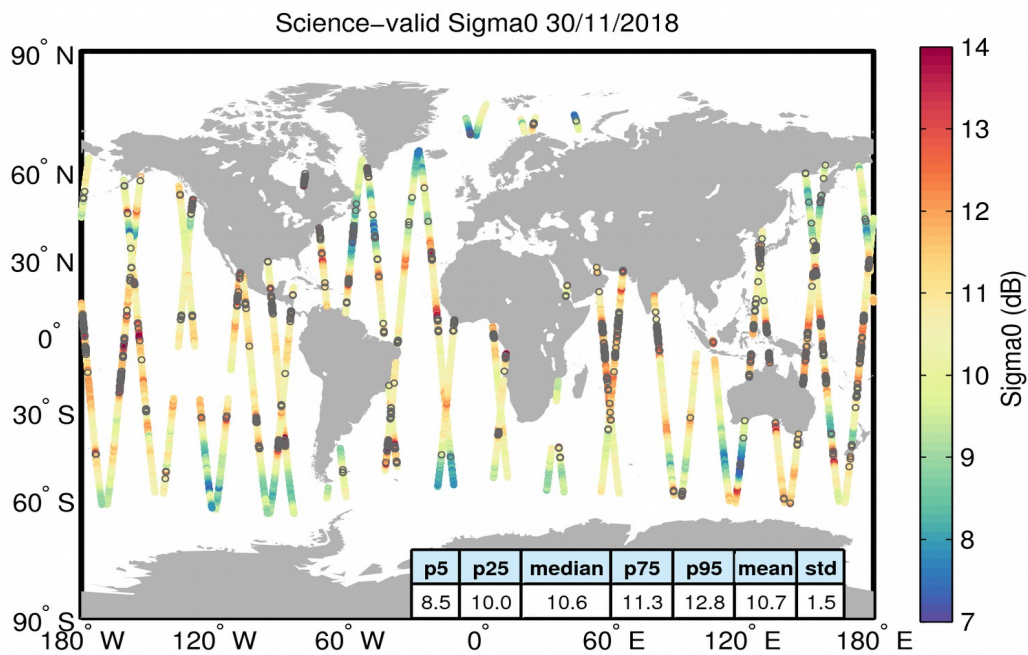 Science−valid Sigma0 30/11/2018
90° N
60° N
30° N
0°
30° S
60° S
90° S
180° W
120° W
60° W
0°
60° E
120° E
180° E
14
13
12
11
10
9
8
7
Sigma0 (dB)
p5 p25 median p75 p95 mean std
8.5 10.0 10.6 11.3 12.8 10.7 1.5